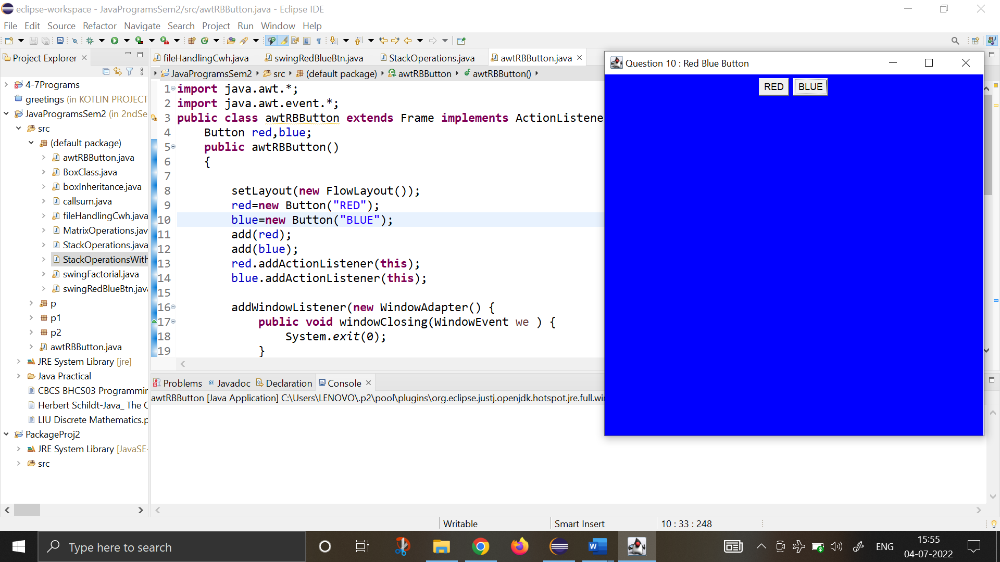 eclipse-workspace - JavaProgramsSem2/src/awtRBButton.java - Eclipse IDE
File Edit Source Refactor Navigate Search Project Run Window Help
Project Explorer
fileHandlingCwh.java swingRedBlueBtn.java StackOperations.java awtRBButton.java
JavaProgramsSem2 src (default package) awtRBButton awtRBButton()
4-7Programs
greetings (in KOTLIN PROJECT
JavaProgramsSem2 (in 2ndSe
src
(default package)
awtRBButton.java
BoxClass.java
boxInheritance.java
callsum.java
fileHandlingCwh.java
MatrixOperations.jav
StackOperations.java
StackOperationsWith
swingFactorial.java
swingRedBlueBtn.jav
p
p1
p2
awtRBButton.java
JRE System Library [jre]
Java Practical
CBCS BHCS03 Programmin
Herbert Schildt-Java_ The C
LIU Discrete Mathematics.p
PackageProj2
JRE System Library [JavaSE-
src
1 import java.awt.*;
2 import java.awt.event.*;
3 public class awtRBButton extends Frame implements ActionListene
4 Button red,blue;
5 public awtRBButton()
6 {
7
8 setLayout(new FlowLayout());
9 red=new Button("RED");
10 blue=new Button("BLUE");
11 add(red);
12 add(blue);
13 red.addActionListener(this);
14 blue.addActionListener(this);
15
16 addWindowListener(new WindowAdapter() {
17 public void windowClosing(WindowEvent we ) {
18 System.exit(0);
19 }
Question 10 : Red Blue Button
RED BLUE
Problems Javadoc Declaration Console
awtRBButton [Java Application] C:\Users\LENOVO\.p2\pool\plugins\org.eclipse.justj.openjdk.hotspot.jre.full.wi
Writable Smart Insert 10 : 33 : 248
Type here to search
ENG
15:55
04-07-2022